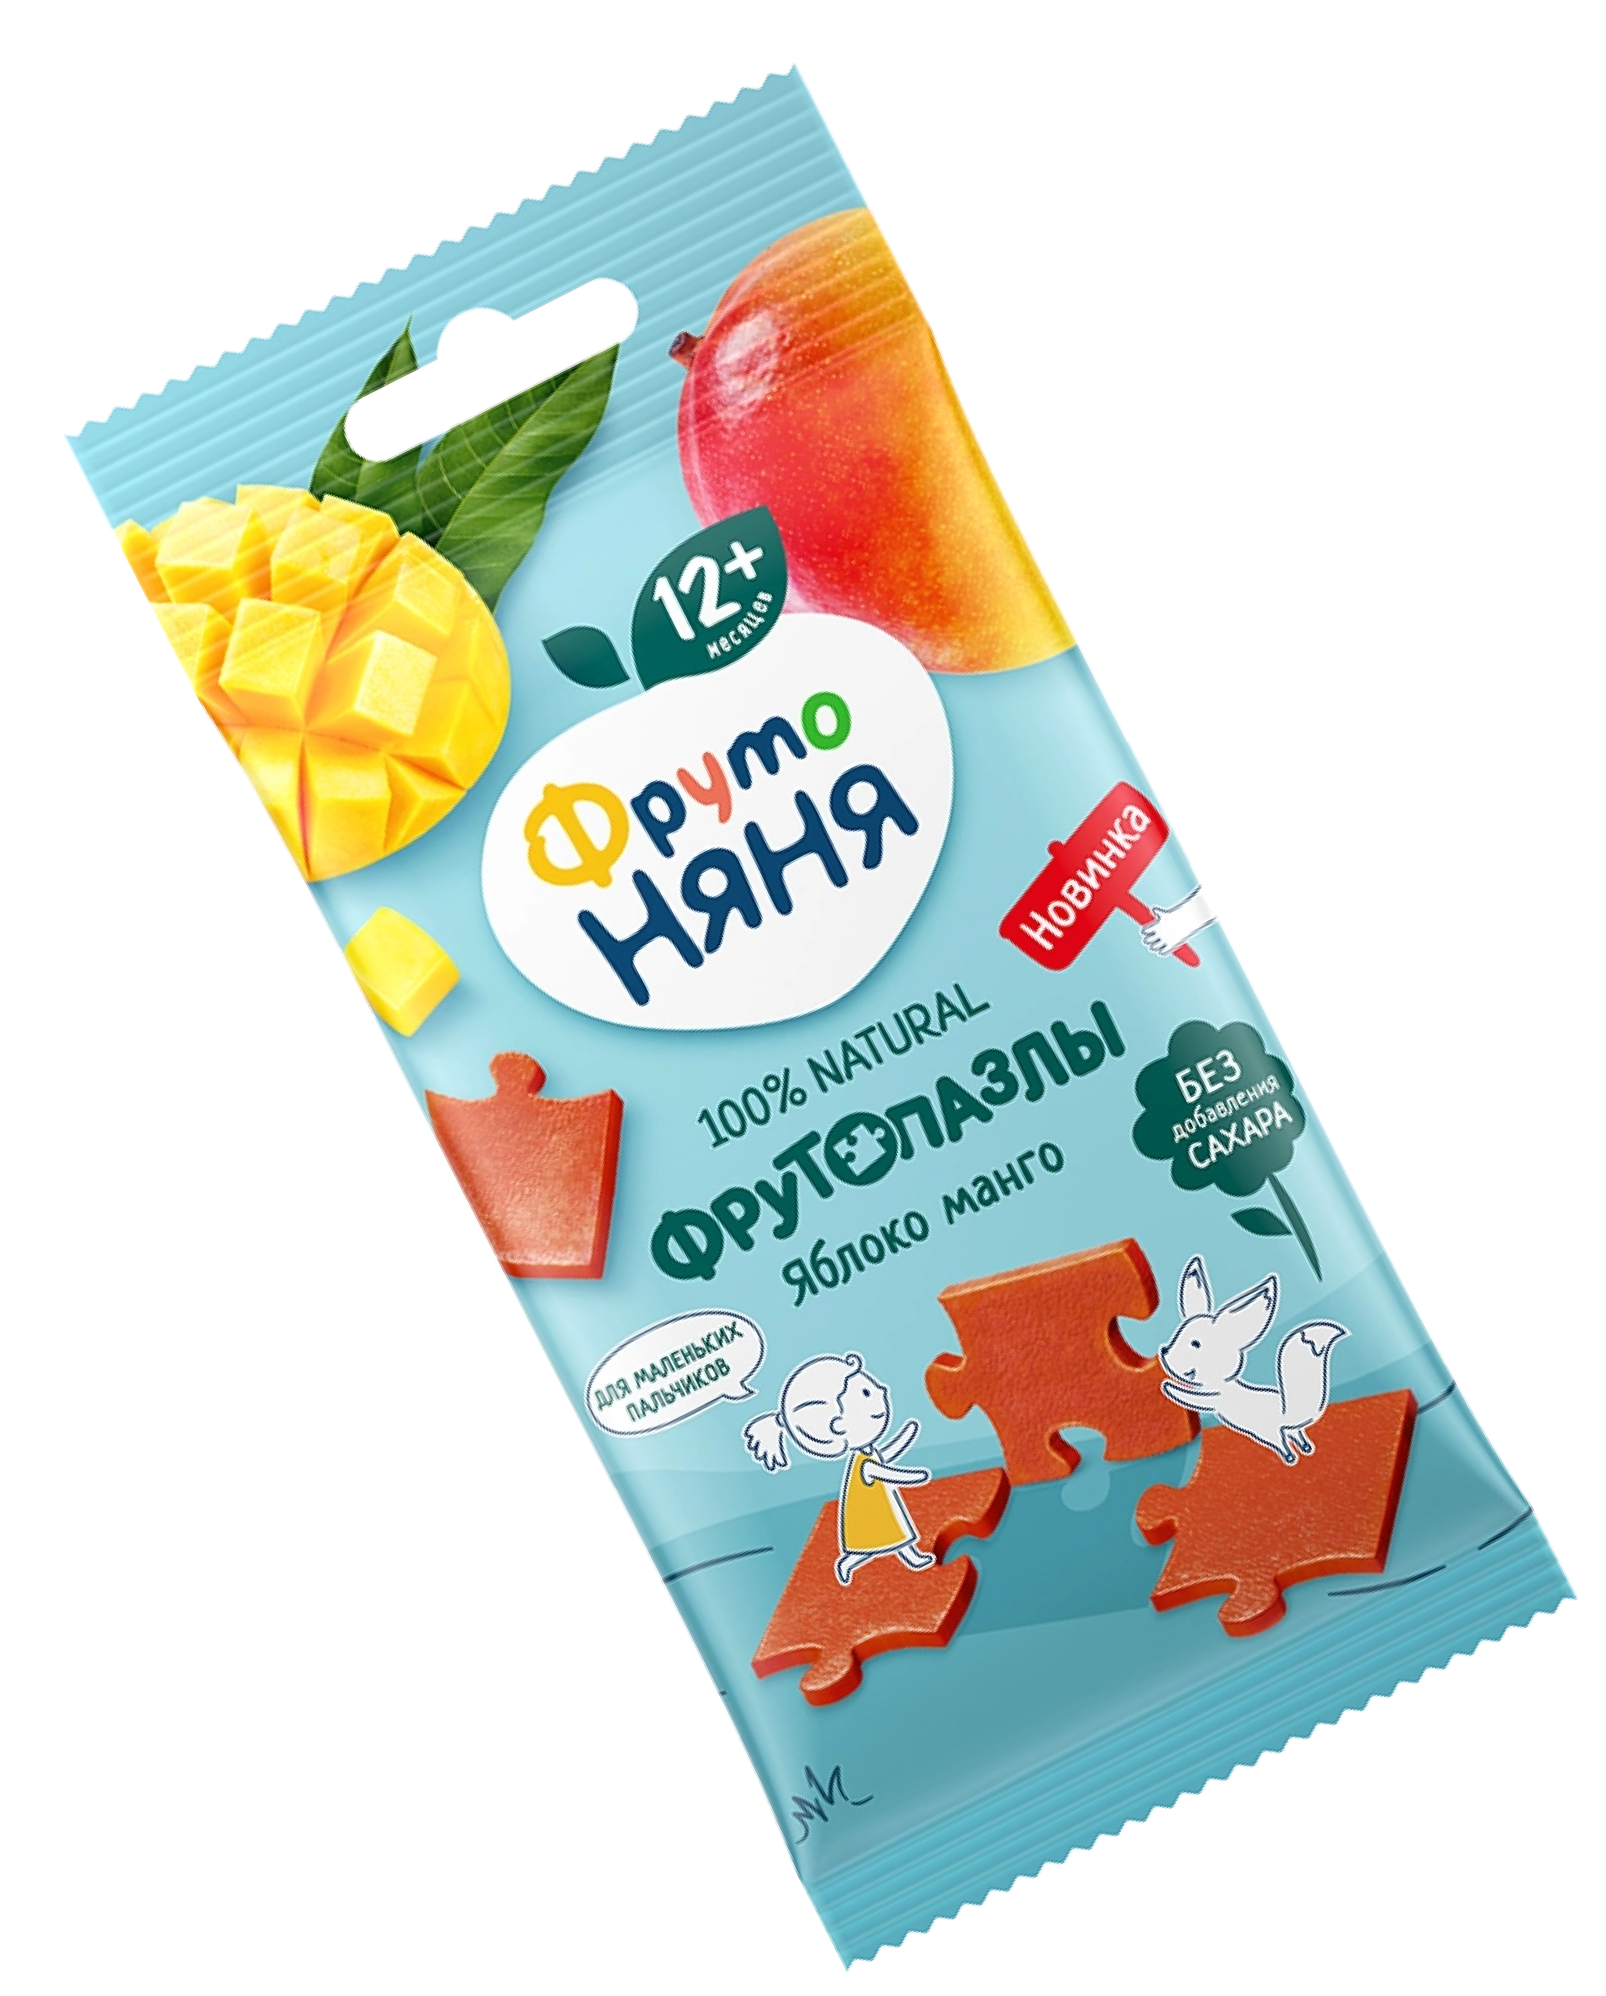 12+
месяцев
Фруто
НЯНЯ
Новинка
100% NATURAL
ФРУТОПАЗЛЫ
Яблоко манго
БЕЗ
добавления
САХАРА
ДЛЯ МАЛЕНЬКИХ
ПАЛЬЧИКОВ